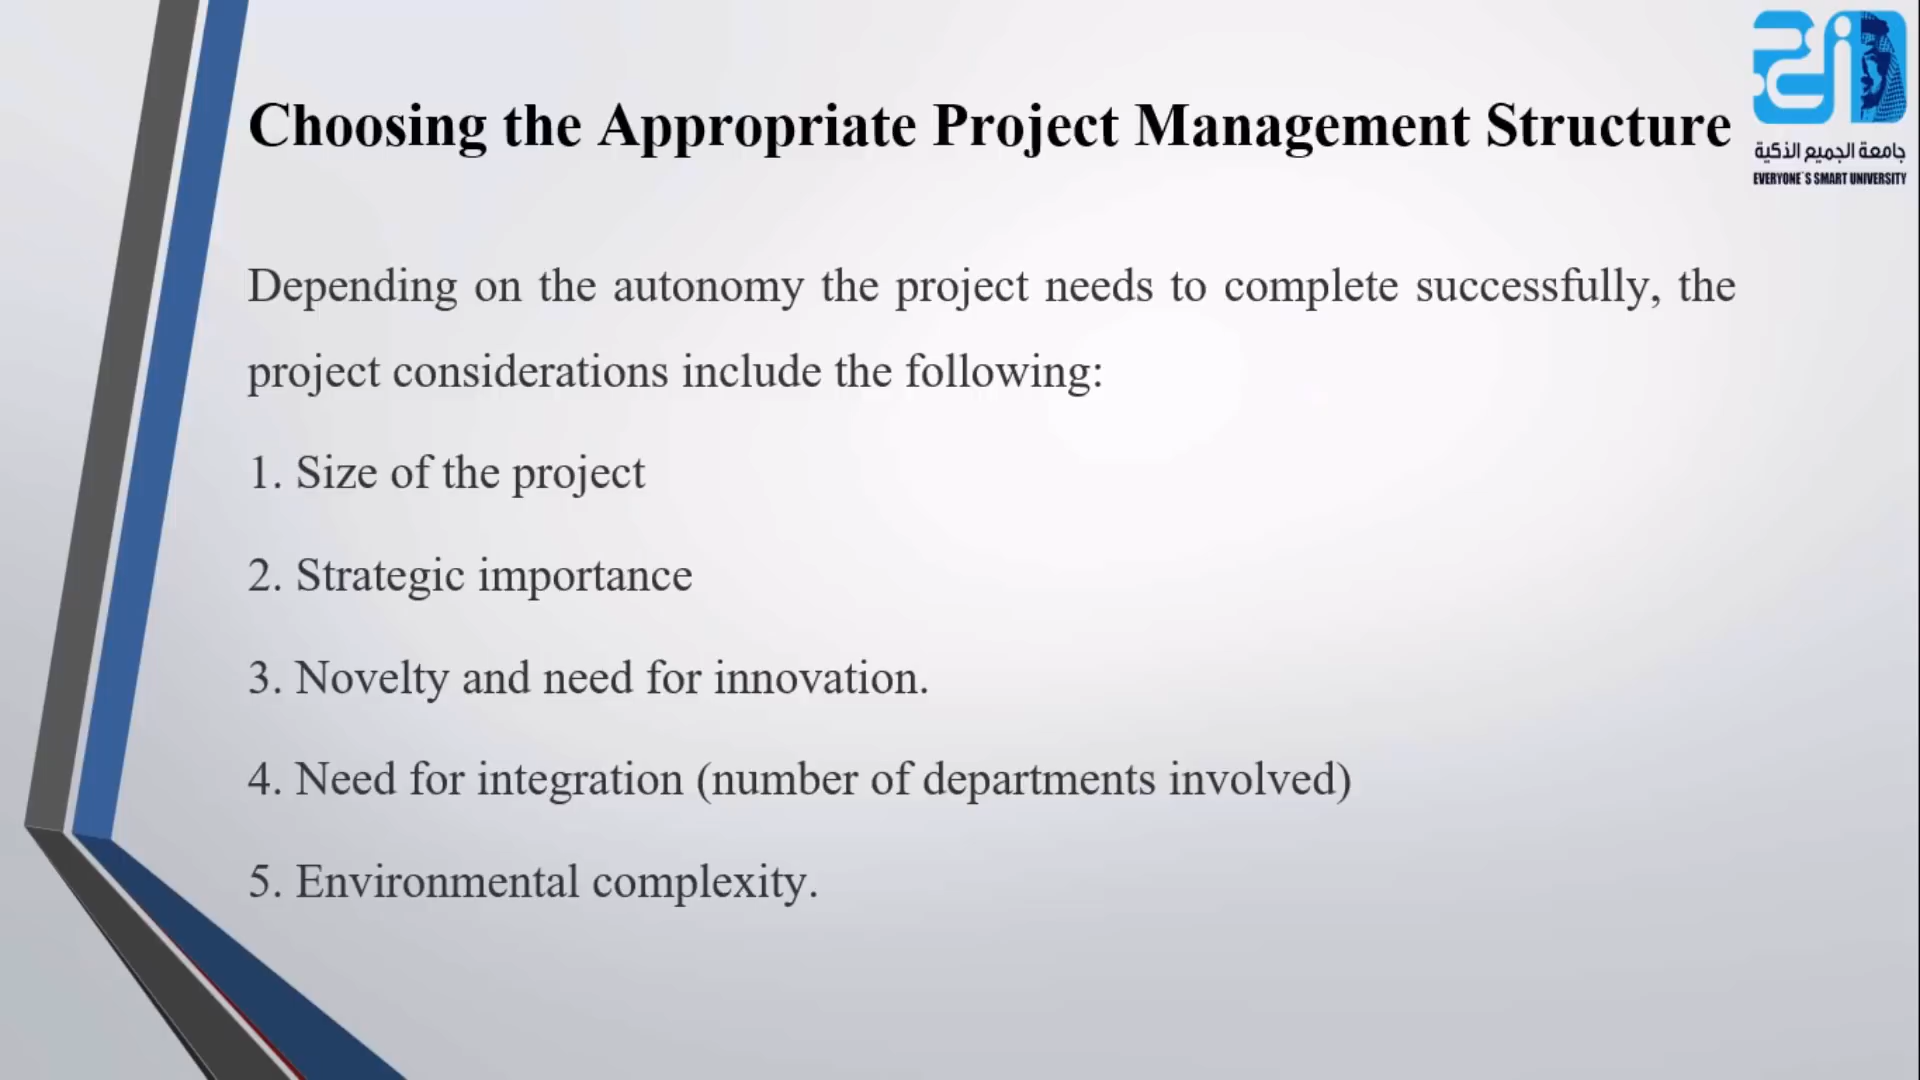 Choosing the Appropriate Project Management Structure
جامعة الجميع الذكية
EVERYONE`S SMART UNIVERSITY
Depending on the autonomy the project needs to complete successfully, the
project considerations include the following:
1. Size of the project
2. Strategic importance
3. Novelty and need for innovation.
4. Need for integration (number of departments involved)
5. Environmental complexity.